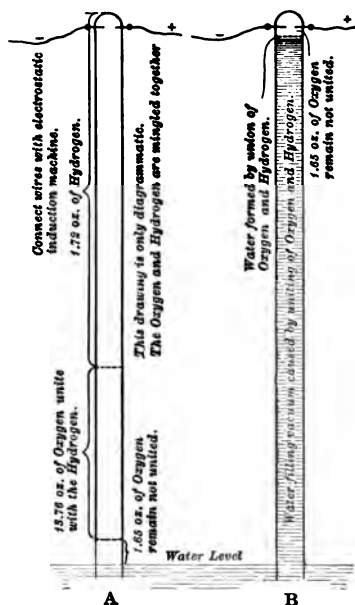 − +
Connect wires with electrostatic
induction machine.
1.72 oz. of Hydrogen.
13.76 oz. of Oxygen unite
with the Hydrogen.
This drawing is only diagrammatic.
The Oxygen and Hydrogen are mingled together
1.65 oz. of Oxygen
remain not united.
Water Level
A
− +
Water formed by union of
Oxygen and Hydrogen.
Water filling vacuum caused by uniting of Oxygen and Hydrogen.
1.65 oz. of Oxygen
remain not united.
B